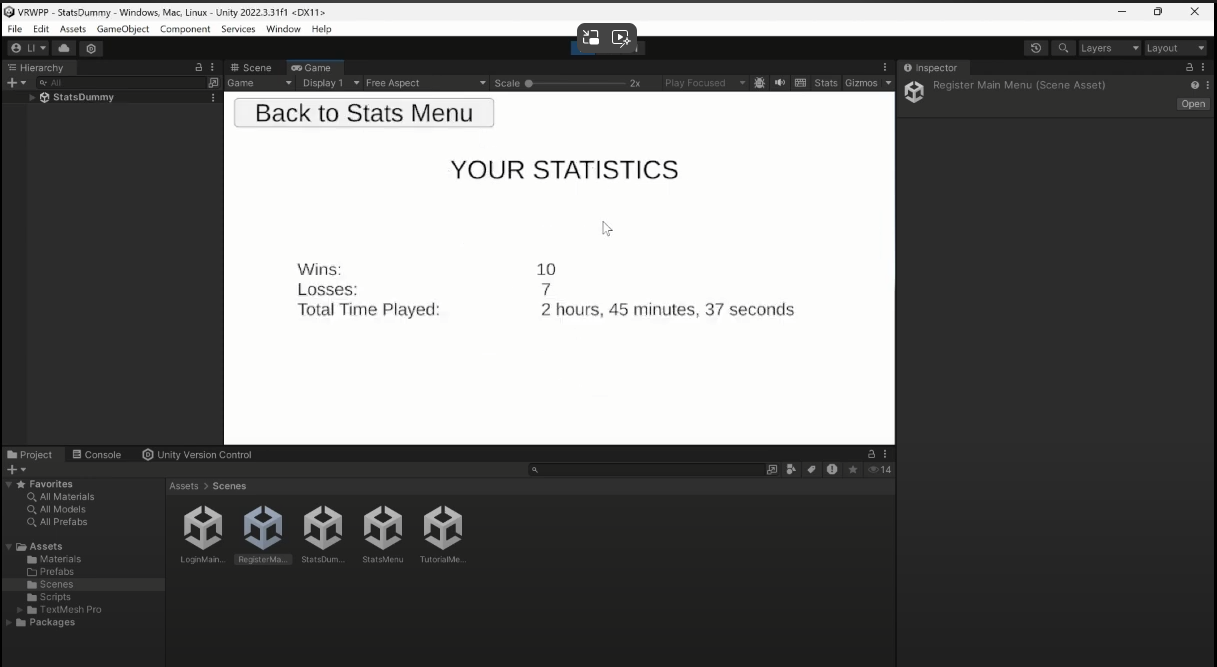 VRWPP - StatsDummy - Windows, Mac, Linux - Unity 2022.3.31f1 <DX11>
File Edit Assets GameObject Component Services Window Help
LI Layers Layout
Hierarchy Scene Game Inspector
All Game Display 1 Free Aspect Scale 2x Play Focused Stats Gizmos
Register Main Menu (Scene Asset)
StatsDummy
Open
Back to Stats Menu
YOUR STATISTICS
Wins: 10
Losses: 7
Total Time Played: 2 hours, 45 minutes, 37 seconds
Project Console Unity Version Control
14
Favorites
All Materials
All Models
All Prefabs
Assets > Scenes
Assets
Materials
Prefabs
Scenes
Scripts
TextMesh Pro
Packages
LoginMain... RegisterMa... StatsDum... StatsMenu TutorialMe...